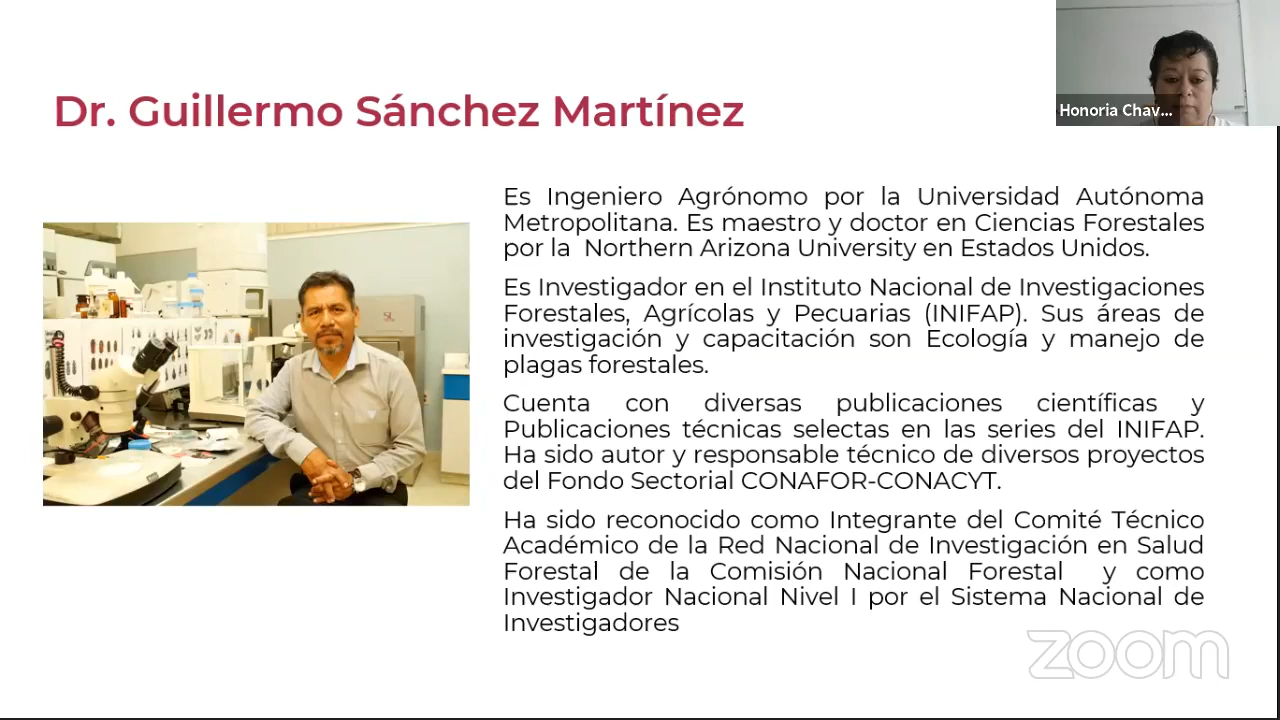 Dr. Guillermo Sánchez Martínez
Honoria Chav...
Es Ingeniero Agrónomo por la Universidad Autónoma
Metropolitana. Es maestro y doctor en Ciencias Forestales
por la Northern Arizona University en Estados Unidos.
Es Investigador en el Instituto Nacional de Investigaciones
Forestales, Agrícolas y Pecuarias (INIFAP). Sus áreas de
investigación y capacitación son Ecología y manejo de
plagas forestales.
Cuenta con diversas publicaciones científicas y
Publicaciones técnicas selectas en las series del INIFAP.
Ha sido autor y responsable técnico de diversos proyectos
del Fondo Sectorial CONAFOR-CONACYT.
Ha sido reconocido como Integrante del Comité Técnico
Académico de la Red Nacional de Investigación en Salud
Forestal de la Comisión Nacional Forestal y como
Investigador Nacional Nivel I por el Sistema Nacional de
Investigadores
zoom